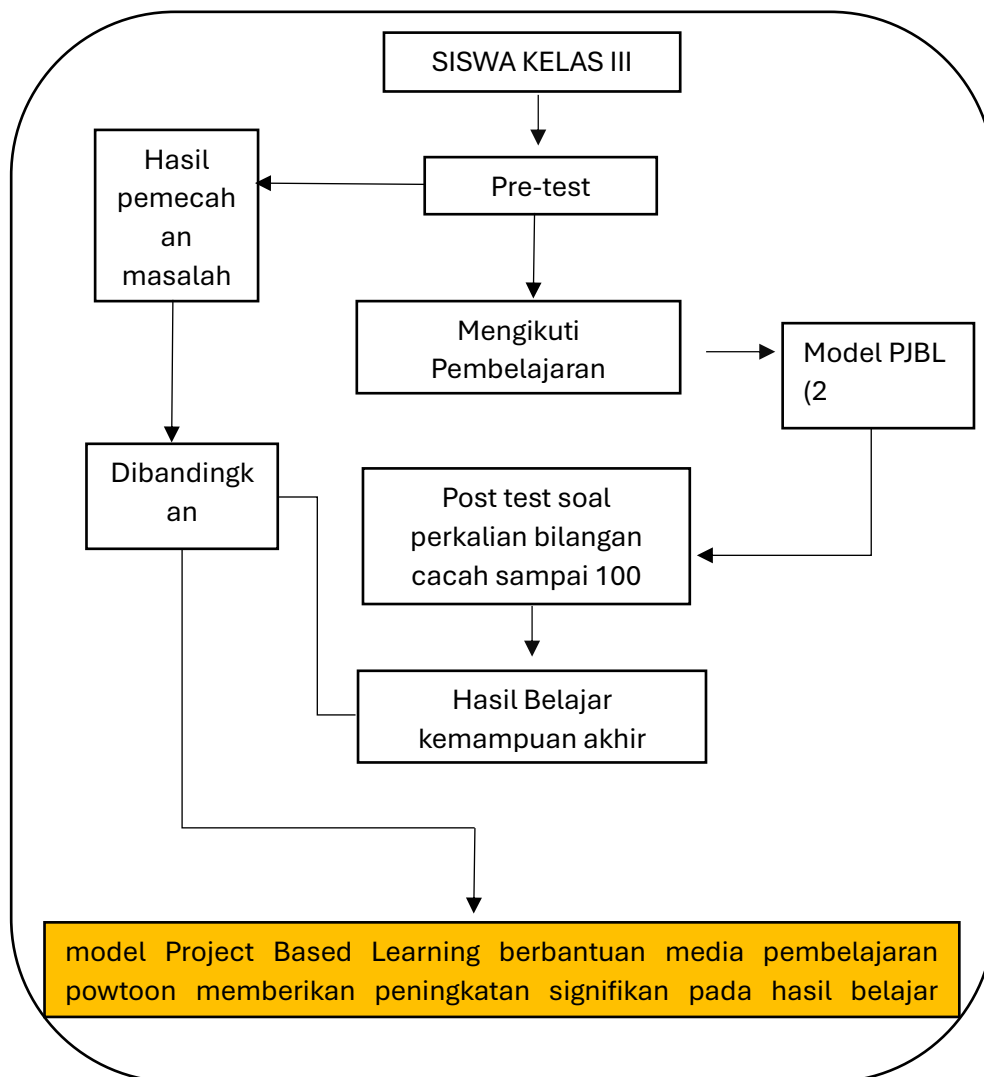 SISWA KELAS III
Pre-test
Hasil
pemecah
an
masalah
Mengikuti
Pembelajaran
Model PJBL
(2
Dibandingk
an
Post test soal
perkalian bilangan
cacah sampai 100
Hasil Belajar
kemampuan akhir
model Project Based Learning berbantuan media pembelajaran
powtoon memberikan peningkatan signifikan pada hasil belajar